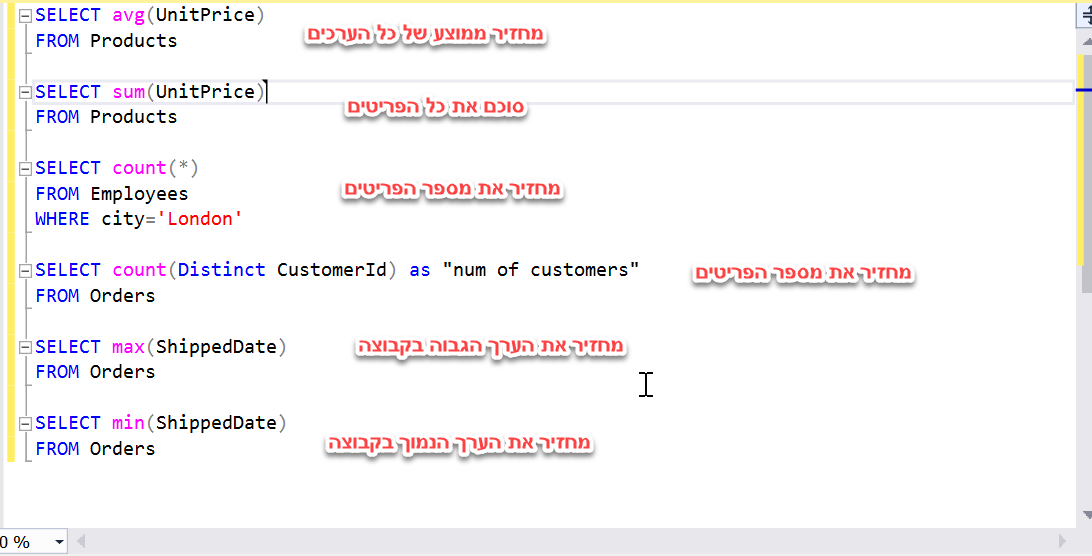 SELECT avg(UnitPrice)
מחזיר ממוצע של כל הערכים
FROM Products
SELECT sum(UnitPrice)
סוכם את כל הפריטים
FROM Products
SELECT count(*)
FROM Employees
מחזיר את מספר הפריטים
WHERE city='London'
SELECT count(Distinct CustomerId) as "num of customers"
מחזיר את מספר הפריטים
FROM Orders
SELECT max(ShippedDate)
מחזיר את הערך הגבוה בקבוצה
FROM Orders
SELECT min(ShippedDate)
מחזיר את הערך הנמוך בקבוצה
FROM Orders
0 %